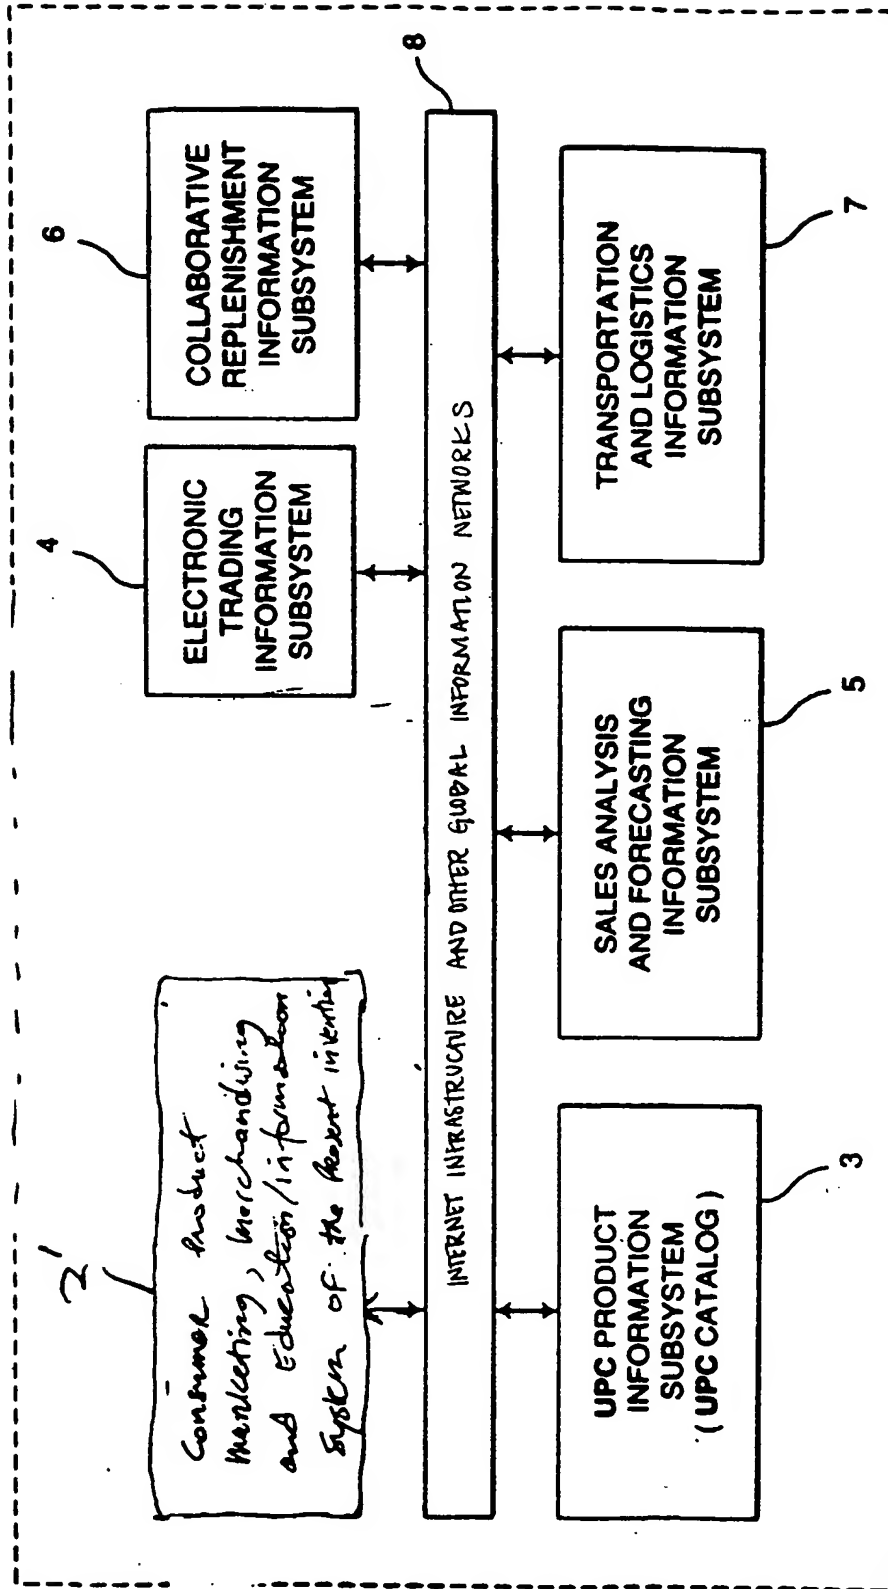 2'
Consumer Product
Marketing, Merchandising
and Education/information
System of the Present invention
4
ELECTRONIC
TRADING
INFORMATION
SUBSYSTEM
6
COLLABORATIVE
REPLENISHMENT
INFORMATION
SUBSYSTEM
INTERNET INFRASTRUCTURE AND OTHER GLOBAL INFORMATION NETWORKS
8
UPC PRODUCT
INFORMATION
SUBSYSTEM
( UPC CATALOG )
3
SALES ANALYSIS
AND FORECASTING
INFORMATION
SUBSYSTEM
5
TRANSPORTATION
AND LOGISTICS
INFORMATION
SUBSYSTEM
7